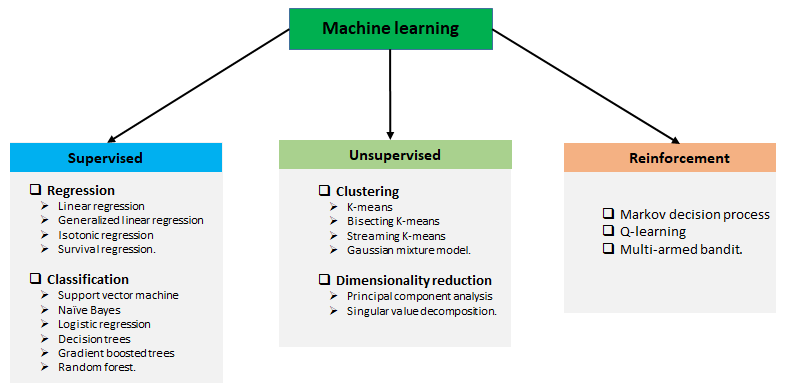 Machine learning
Supervised
Regression
Linear regression
Generalized linear regression
Isotonic regression
Survival regression.
Classification
Support vector machine
Naïve Bayes
Logistic regression
Decision trees
Gradient boosted trees
Random forest.
Unsupervised
Clustering
K-means
Bisecting K-means
Streaming K-means
Gaussian mixture model.
Dimensionality reduction
Principal component analysis
Singular value decomposition.
Reinforcement
Markov decision process
Q-learning
Multi-armed bandit.